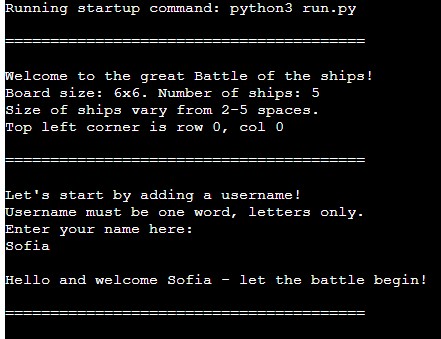 Running startup command: python3 run.py
========================================
Welcome to the great Battle of the ships!
Board size: 6x6. Number of ships: 5
Size of ships vary from 2-5 spaces.
Top left corner is row 0, col 0
========================================
Let's start by adding a username!
Username must be one word, letters only.
Enter your name here:
Sofia
Hello and welcome Sofia - let the battle begin!
========================================